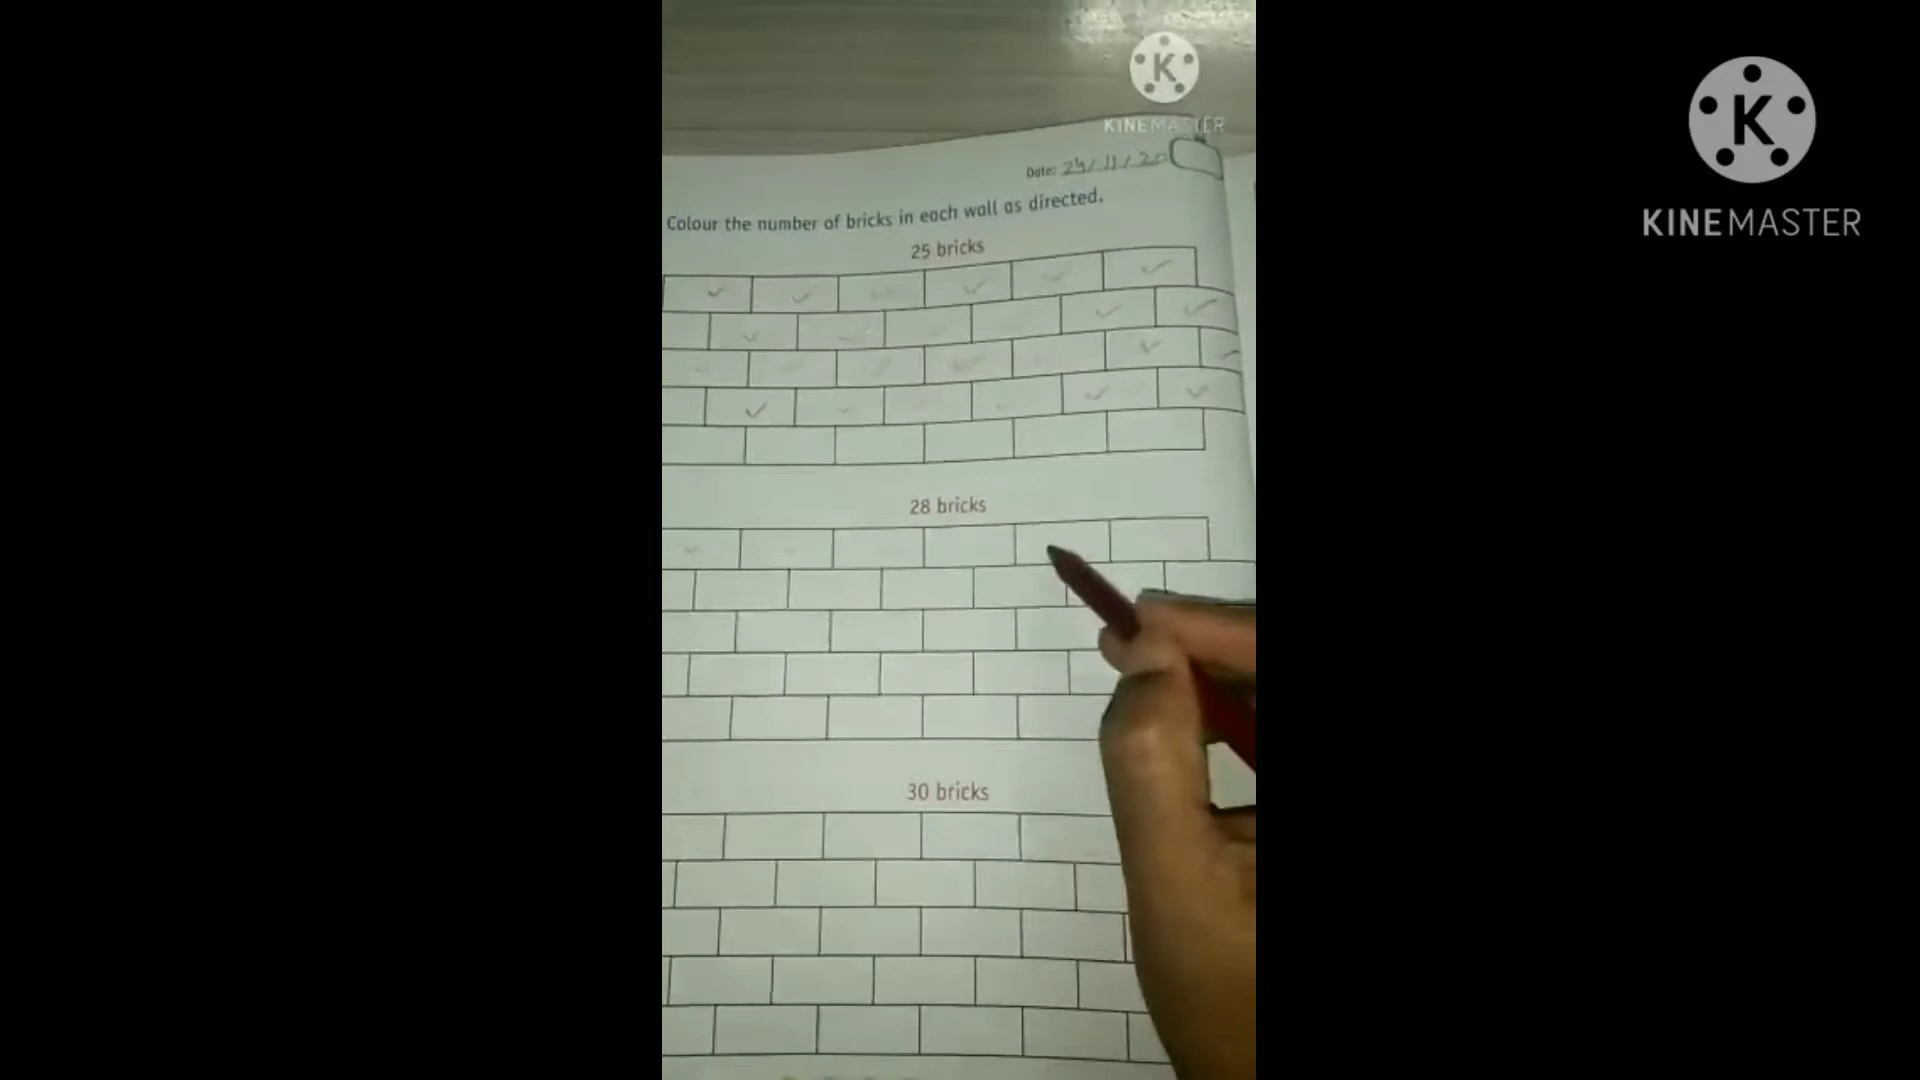 K
KINEMASTER
K
KINEMASTER
Date: 24/11/20
Colour the number of bricks in each wall as directed.
25 bricks
28 bricks
30 bricks